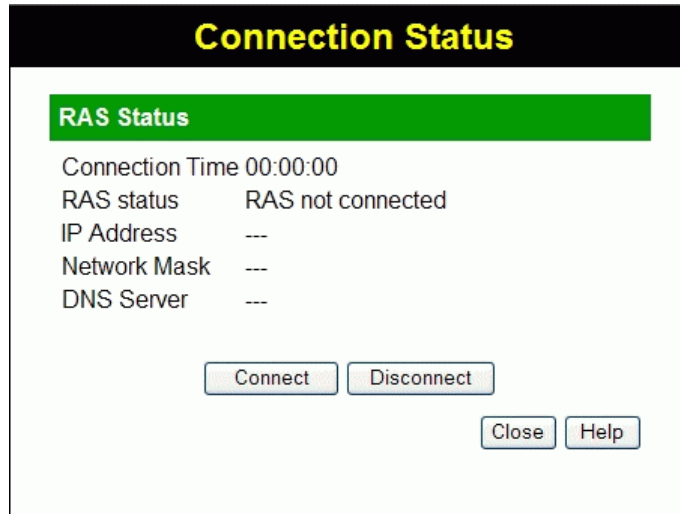 Connection Status
RAS Status
Connection Time 00:00:00
RAS status RAS not connected
IP Address ---
Network Mask ---
DNS Server ---
Connect Disconnect
Close Help